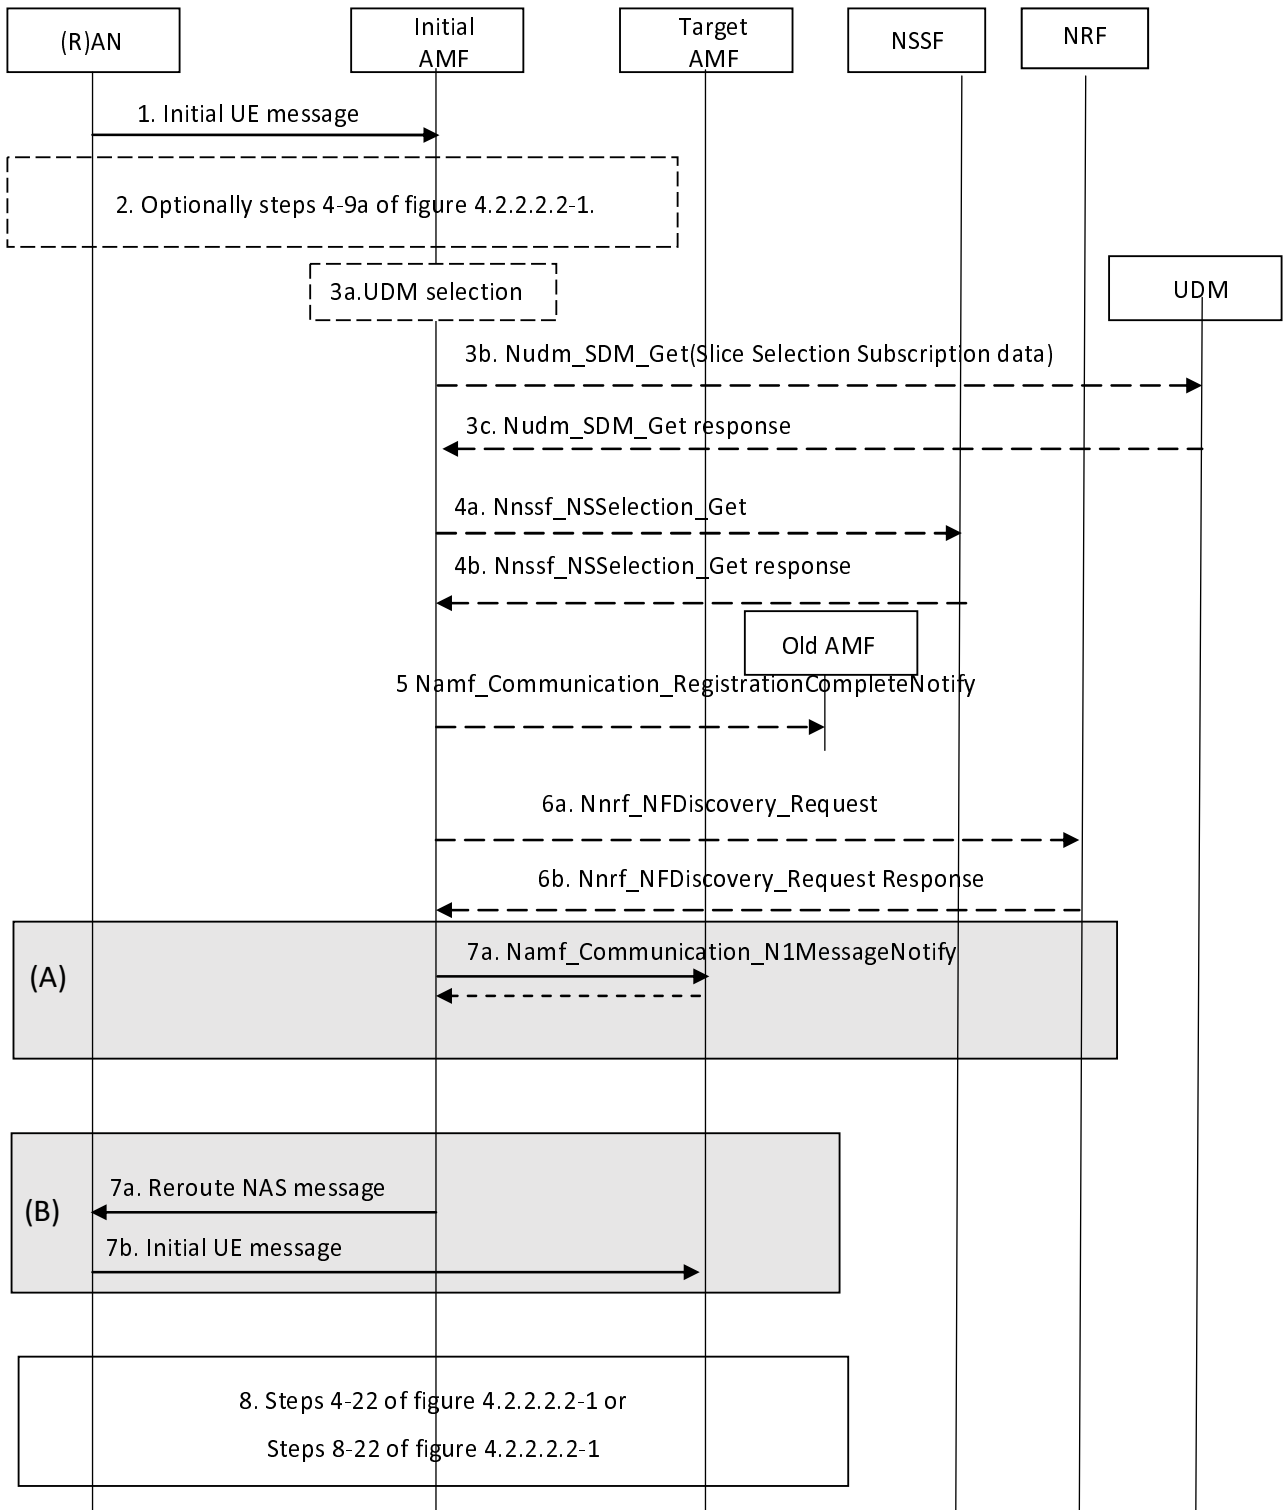 (R)AN
Initial
AMF
Target
AMF
NSSF
NRF
1. Initial UE message
2. Optionally steps 4-9a of figure 4.2.2.2.2-1.
3a.UDM selection
UDM
3b. Nudm_SDM_Get(Slice Selection Subscription data)
3c. Nudm_SDM_Get response
4a. Nnssf_NSSelection_Get
4b. Nnssf_NSSelection_Get response
Old AMF
5 Namf_Communication_RegistrationCompleteNotify
6a. Nnrf_NFDiscovery_Request
6b. Nnrf_NFDiscovery_Request Response
(A)
7a. Namf_Communication_N1MessageNotify
(B)
7a. Reroute NAS message
7b. Initial UE message
8. Steps 4-22 of figure 4.2.2.2.2-1 or
Steps 8-22 of figure 4.2.2.2.2-1